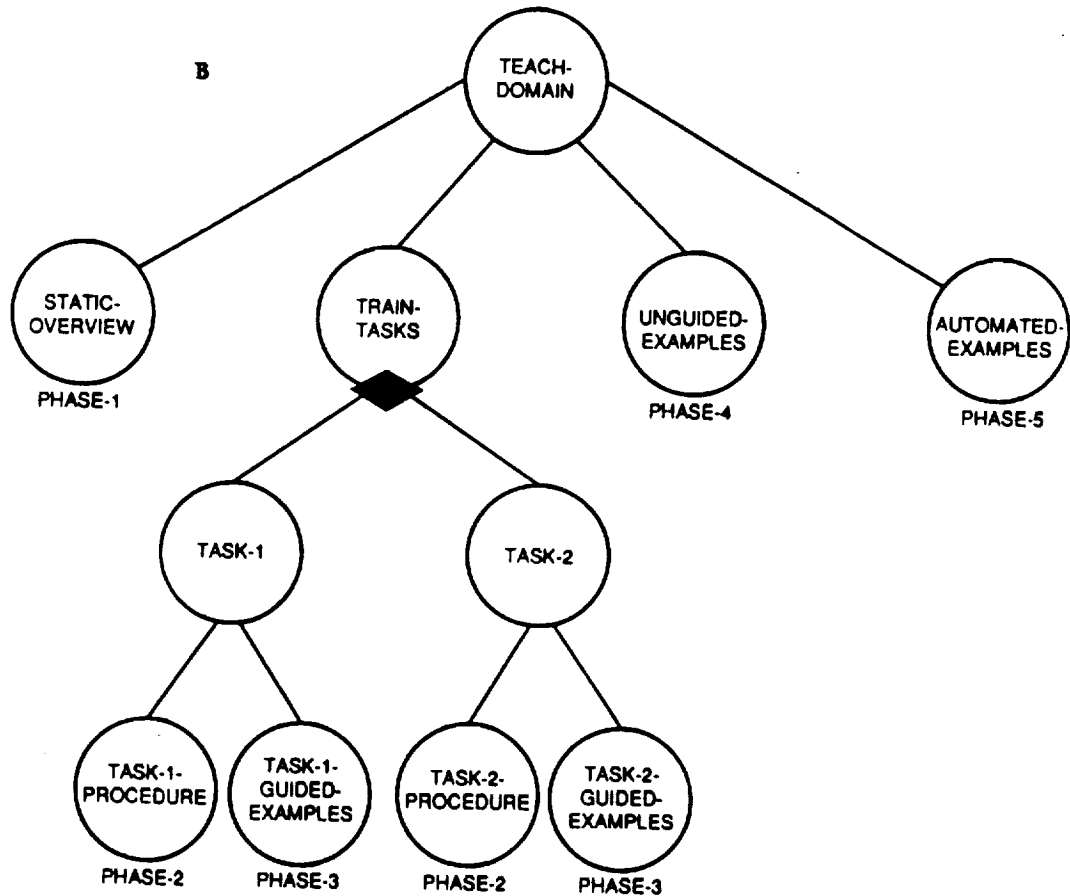 B
TEACH-
DOMAIN
STATIC-
OVERVIEW
PHASE-1
TRAIN-
TASKS
UNGUIDED-
EXAMPLES
PHASE-4
AUTOMATED-
EXAMPLES
PHASE-5
TASK-1
TASK-2
TASK-1-
PROCEDURE
PHASE-2
TASK-1-
GUIDED-
EXAMPLES
PHASE-3
TASK-2-
PROCEDURE
PHASE-2
TASK-2-
GUIDED-
EXAMPLES
PHASE-3